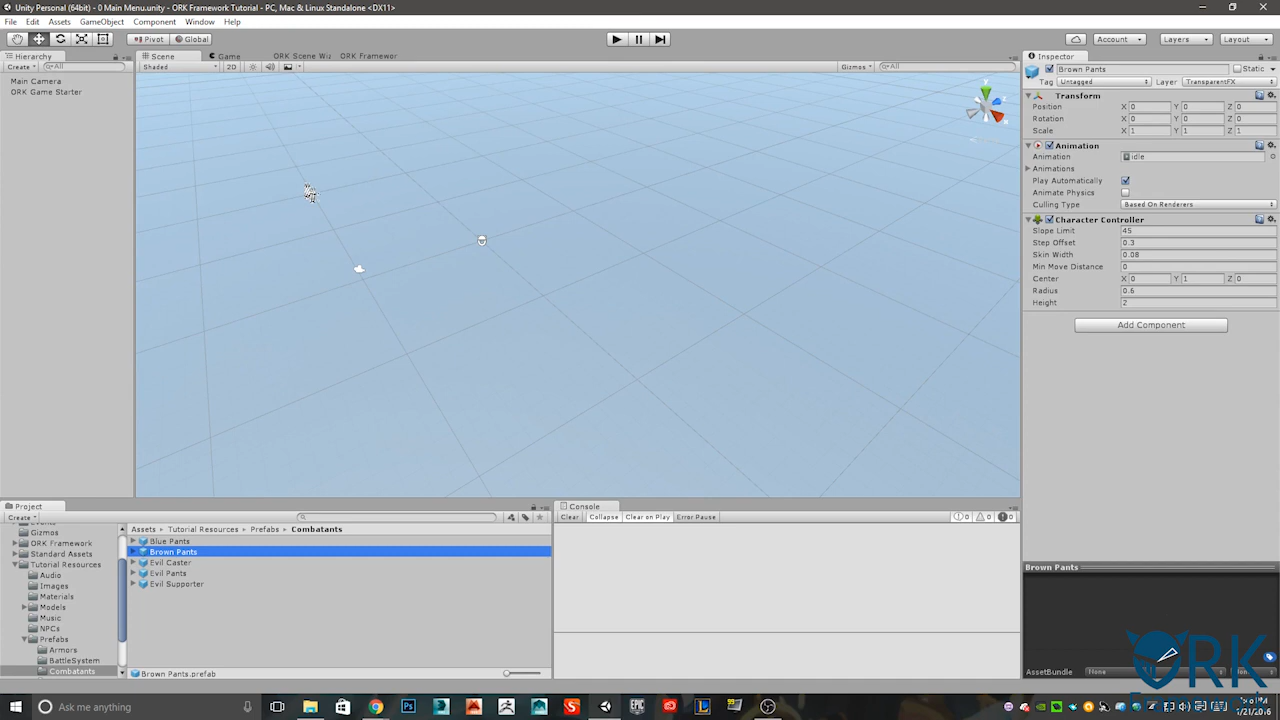 Unity Personal (64bit) - 0 Main Menu.unity - ORK Framework Tutorial - PC, Mac & Linux Standalone <DX11>
File Edit Assets GameObject Component Window Help
Pivot Global Account Layers Layout
Hierarchy Scene Game ORK Scene Wiz ORK Framewor Inspector
Create All Shaded 2D Gizmos All
Brown Pants Static
Main Camera
ORK Game Starter
Tag Untagged Layer TransparentFX
Transform
Position X 0 Y 0 Z 0
Rotation X 0 Y 0 Z 0
Scale X 1 Y 1 Z 1
Animation
Animation idle
Animations
Play Automatically
Animate Physics
Culling Type Based On Renderers
Character Controller
Slope Limit 45
Step Offset 0.3
Skin Width 0.08
Min Move Distance 0
Center X 0 Y 1 Z 0
Radius 0.6
Height 2
Add Component
Project
Create
Gizmos
ORK Framework
Standard Assets
Tutorial Resources
Audio
Images
Materials
Models
Music
NPCs
Prefabs
Armors
BattleSystem
Combatants
Assets Tutorial Resources Prefabs Combatants
Blue Pants
Brown Pants
Evil Caster
Evil Pants
Evil Supporter
Brown Pants.prefab
Console
Clear Collapse Clear on Play Error Pause 0 0 0
Brown Pants
AssetBundle None
ORK
Ask me anything